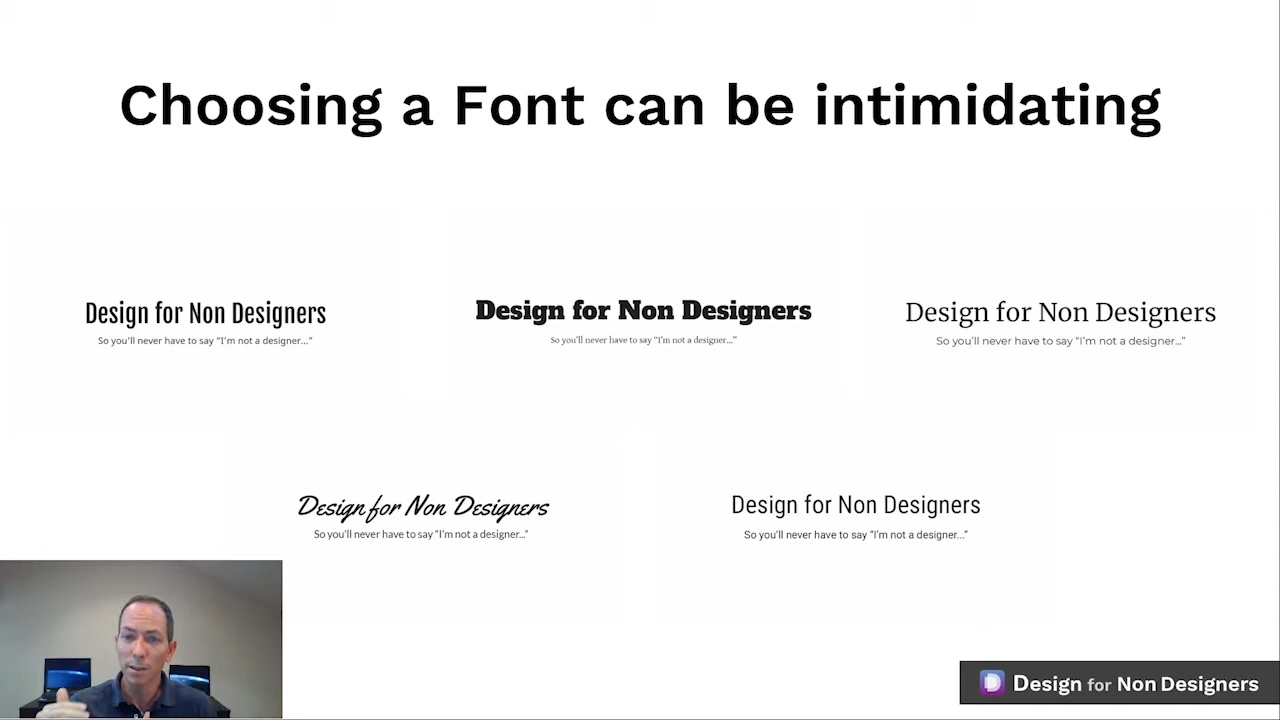 Choosing a Font can be intimidating
Design for Non Designers
So you'll never have to say “I'm not a designer...”
Design for Non Designers
So you'll never have to say “I'm not a designer...”
Design for Non Designers
So you'll never have to say “I'm not a designer...”
Design for Non Designers
So you'll never have to say “I'm not a designer...”
Design for Non Designers
So you'll never have to say “I'm not a designer...”
Design for Non Designers